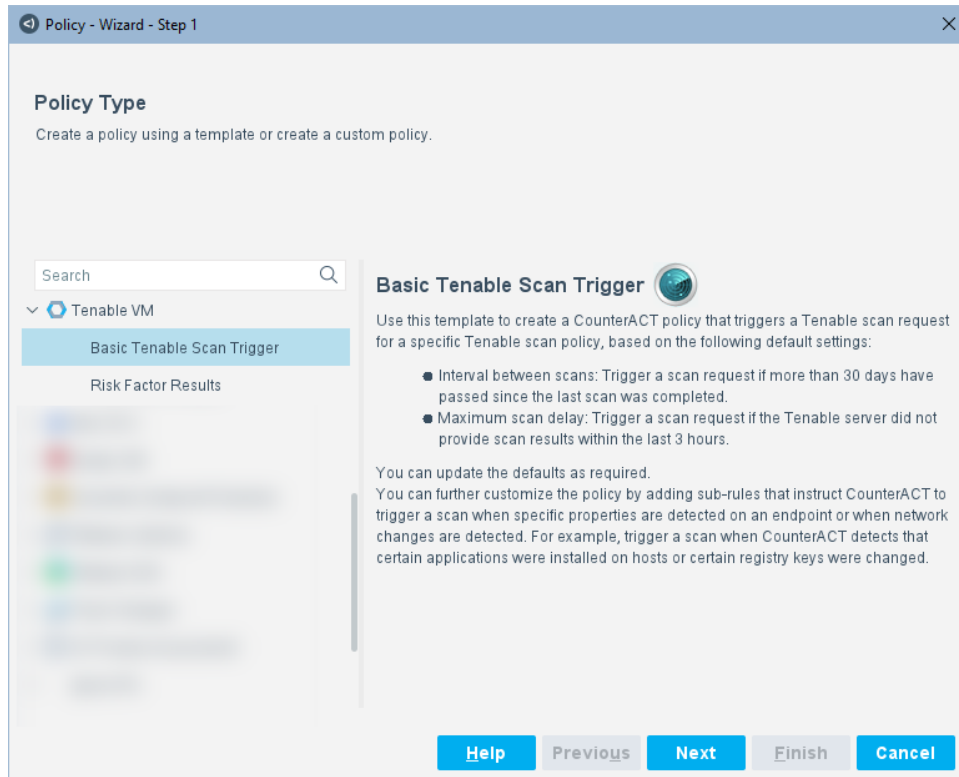 Policy - Wizard - Step 1
Policy Type
Create a policy using a template or create a custom policy.
Search
Tenable VM
Basic Tenable Scan Trigger
Risk Factor Results
Basic Tenable Scan Trigger
Use this template to create a CounterACT policy that triggers a Tenable scan request
for a specific Tenable scan policy, based on the following default settings:
Interval between scans: Trigger a scan request if more than 30 days have
passed since the last scan was completed.
Maximum scan delay: Trigger a scan request if the Tenable server did not
provide scan results within the last 3 hours.
You can update the defaults as required.
You can further customize the policy by adding sub-rules that instruct CounterACT to
trigger a scan when specific properties are detected on an endpoint or when network
changes are detected. For example, trigger a scan when CounterACT detects that
certain applications were installed on hosts or certain registry keys were changed.
Help Previous Next Finish Cancel